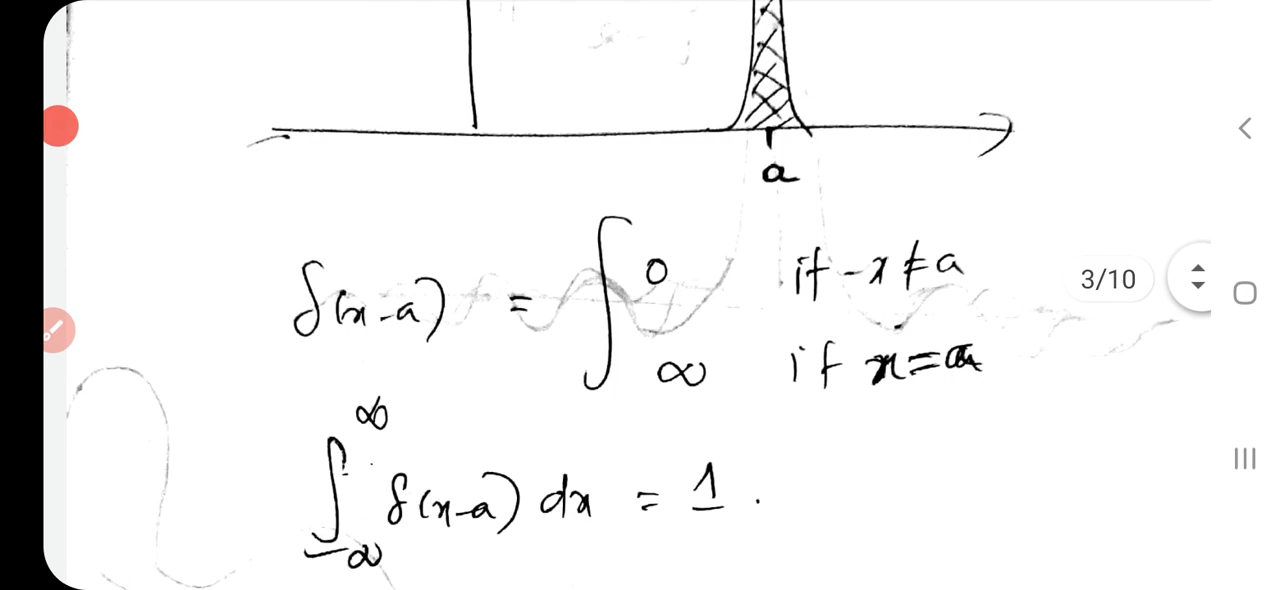 a
δ(x-a) = { 0 if x ≠ a
∞ if x = a
∞
∫ δ(x-a) dx = 1.
-∞
3/10